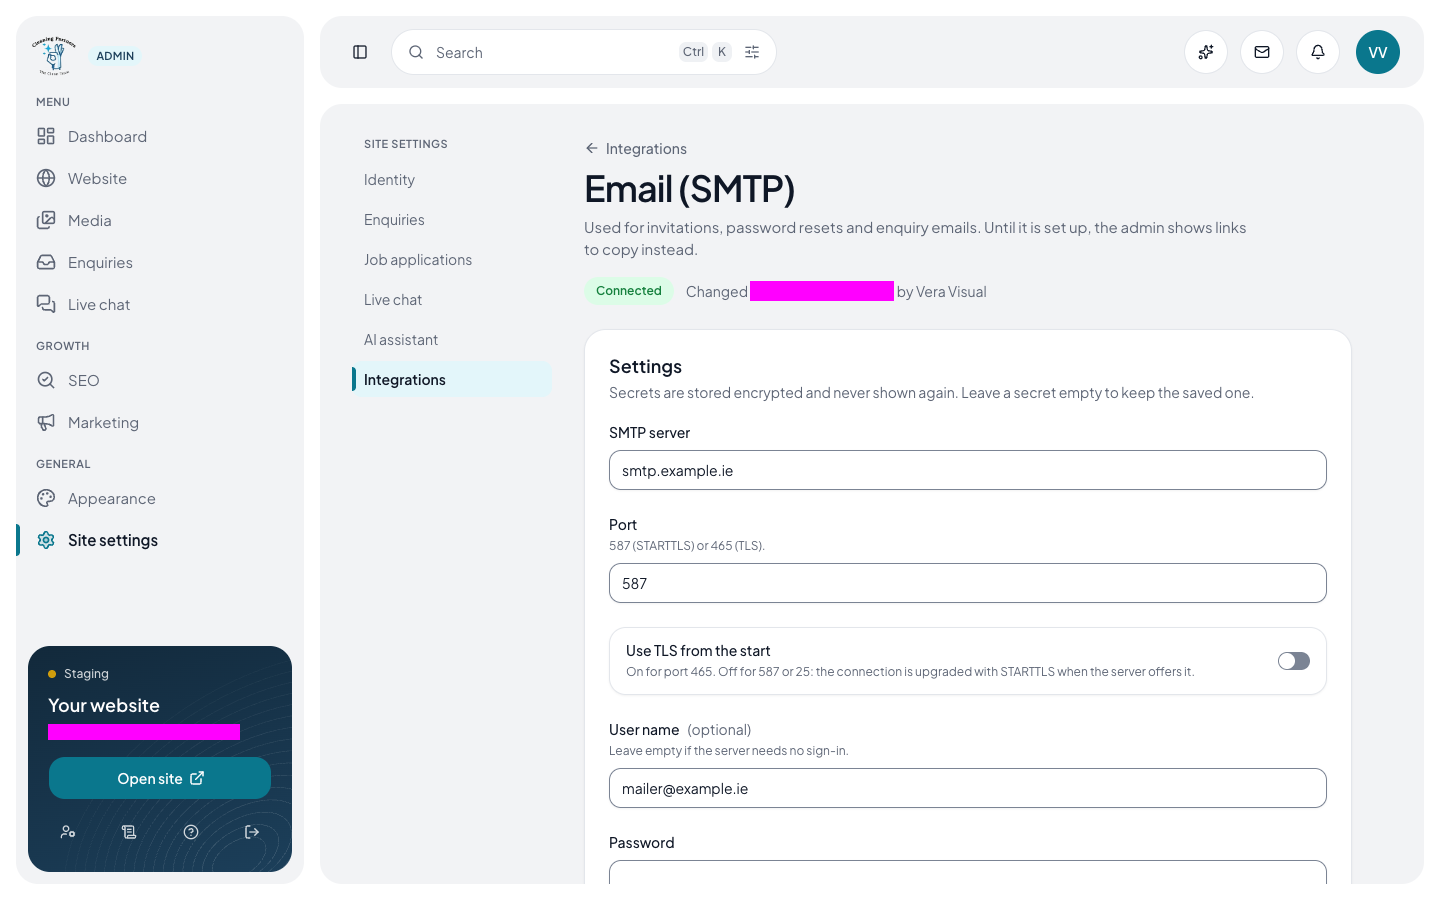 Cleaning Partners
ADMIN
MENU
Dashboard
Website
Media
Enquiries
Live chat
GROWTH
SEO
Marketing
GENERAL
Appearance
Site settings
Staging
Your website
Open site
Search
Ctrl K
VV
SITE SETTINGS
Identity
Enquiries
Job applications
Live chat
AI assistant
Integrations
Integrations
Email (SMTP)
Used for invitations, password resets and enquiry emails. Until it is set up, the admin shows links
to copy instead.
Connected Changed by Vera Visual
Settings
Secrets are stored encrypted and never shown again. Leave a secret empty to keep the saved one.
SMTP server
smtp.example.ie
Port
587 (STARTTLS) or 465 (TLS).
587
Use TLS from the start
On for port 465. Off for 587 or 25: the connection is upgraded with STARTTLS when the server offers it.
User name (optional)
Leave empty if the server needs no sign-in.
mailer@example.ie
Password